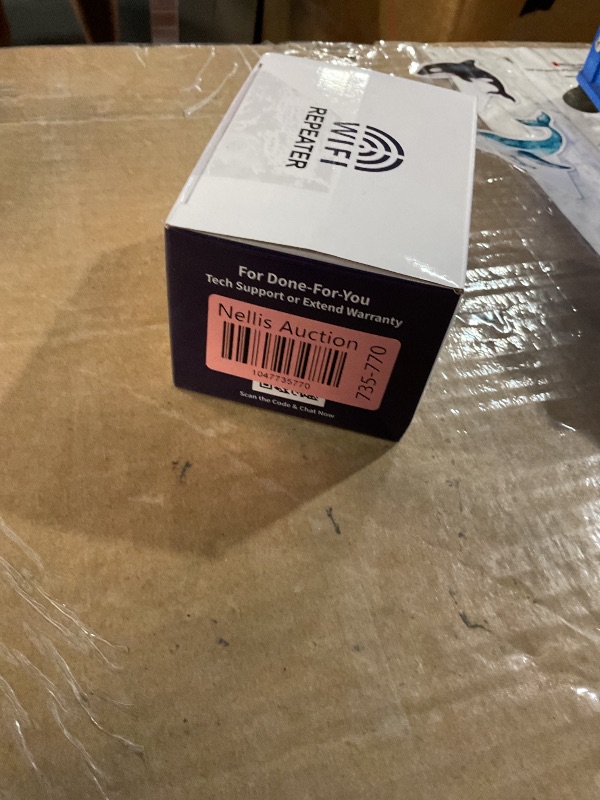 WIFI
REPEATER
For Done-For-You
Tech Support or Extend Warranty
Nellis Auction
1047735770
735-770
Scan the Code & Chat Now